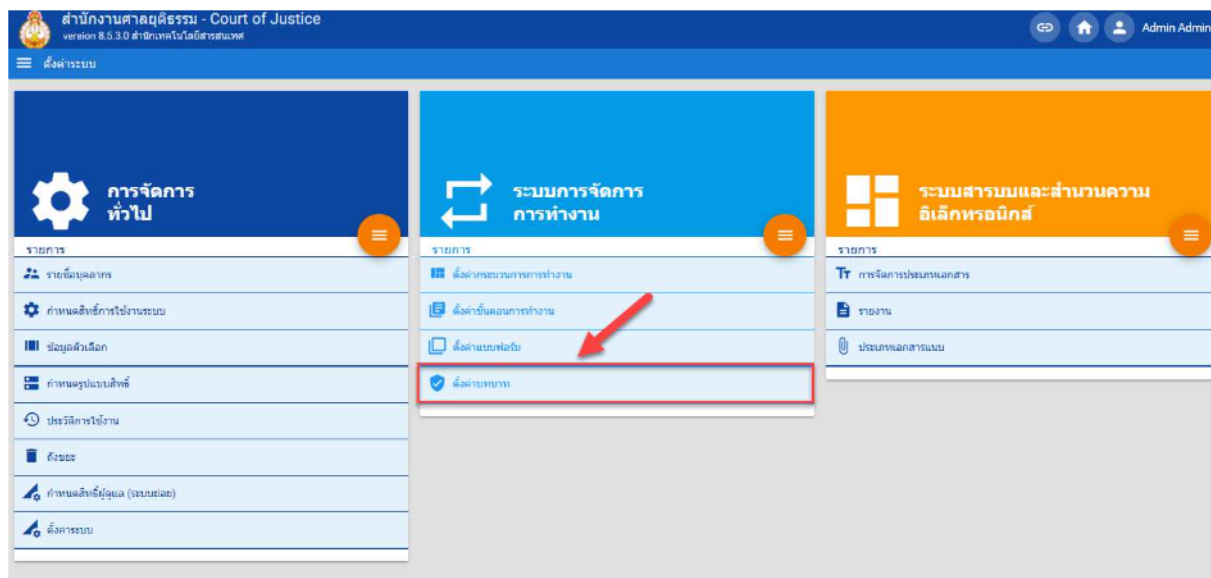 สำนักงานศาลยุติธรรม - Court of Justice
version 8.5.3.0 สำนักเทคโนโลยีสารสนเทศ
Admin Admin
ตั้งค่าระบบ
การจัดการ
ทั่วไป
รายการ
รายชื่อบุคลากร
กำหนดสิทธิ์การใช้งานระบบ
ข้อมูลตัวเลือก
กำหนดรูปแบบสิทธิ์
ประวัติการใช้งาน
ถังขยะ
กำหนดสิทธิ์ผู้ดูแล (ระบบย่อย)
ตั้งค่าระบบ
ระบบการจัดการ
การทำงาน
รายการ
ตั้งค่ากระบวนการการทำงาน
ตั้งค่าขั้นตอนการทำงาน
ตั้งค่าแบบฟอร์ม
ตั้งค่าบทบาท
ระบบสารบบและสำนวนความ
อิเล็กทรอนิกส์
รายการ
การจัดการประเภทเอกสาร
รายงาน
ประเภทเอกสารแนบ